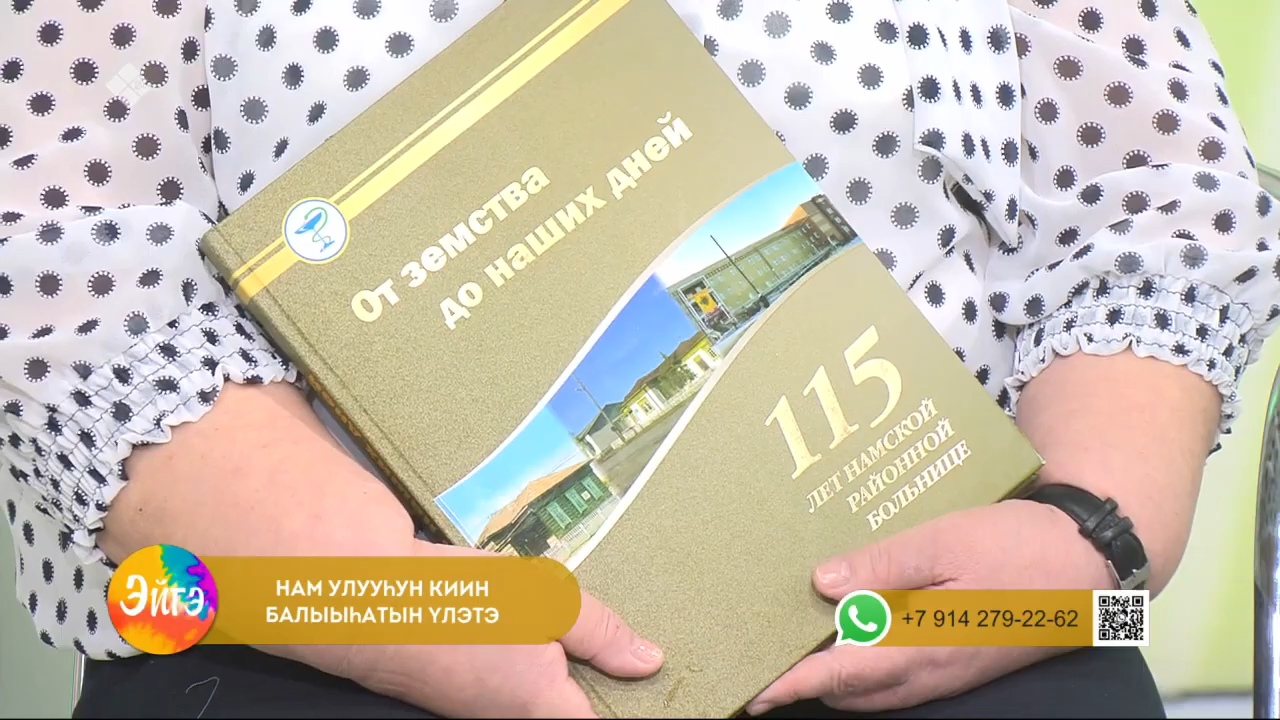 От земства
до наших дней
115
ЛЕТ НАМСКОЙ
РАЙОННОЙ
БОЛЬНИЦЕ
Эйгэ
НАМ УЛУУҺУН КИИН
БАЛЫЫҺАТЫН ҮЛЭТЭ
+7 914 279-22-62